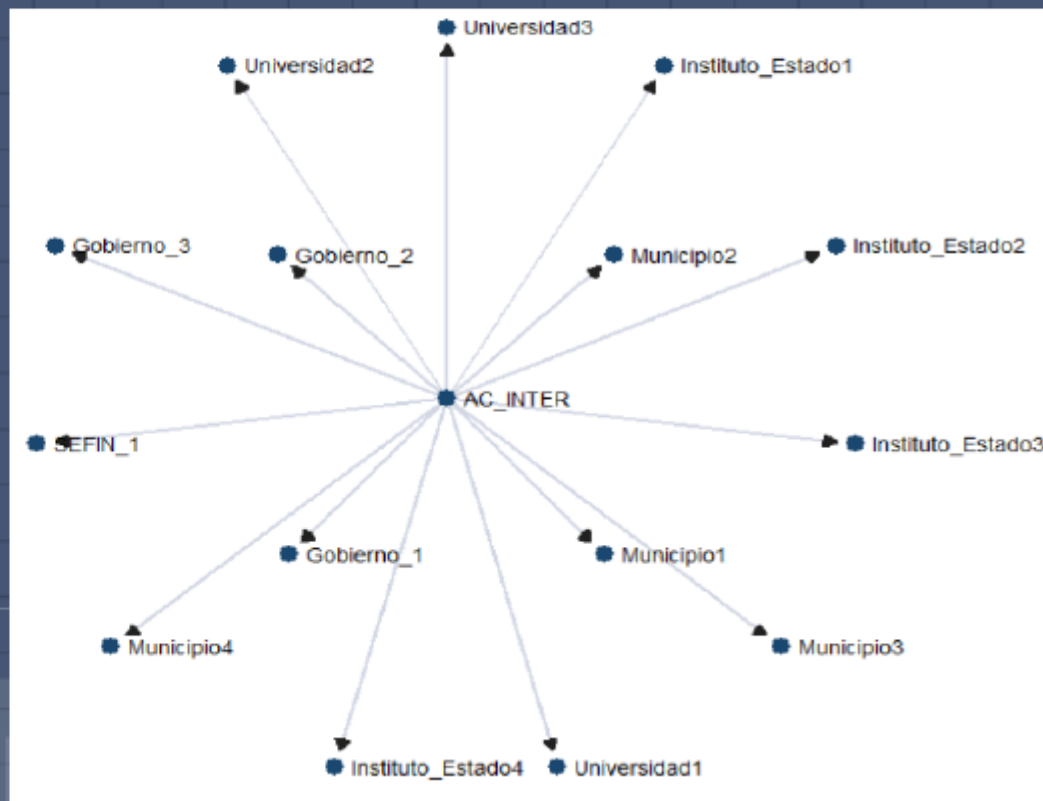 Universidad3
Universidad2
Instituto_Estado1
Gobierno_3
Gobierno_2
Municipio2
Instituto_Estado2
AC_INTER
SEFIN_1
Instituto_Estado3
Gobierno_1
Municipio1
Municipio4
Municipio3
Instituto_Estado4
Universidad1